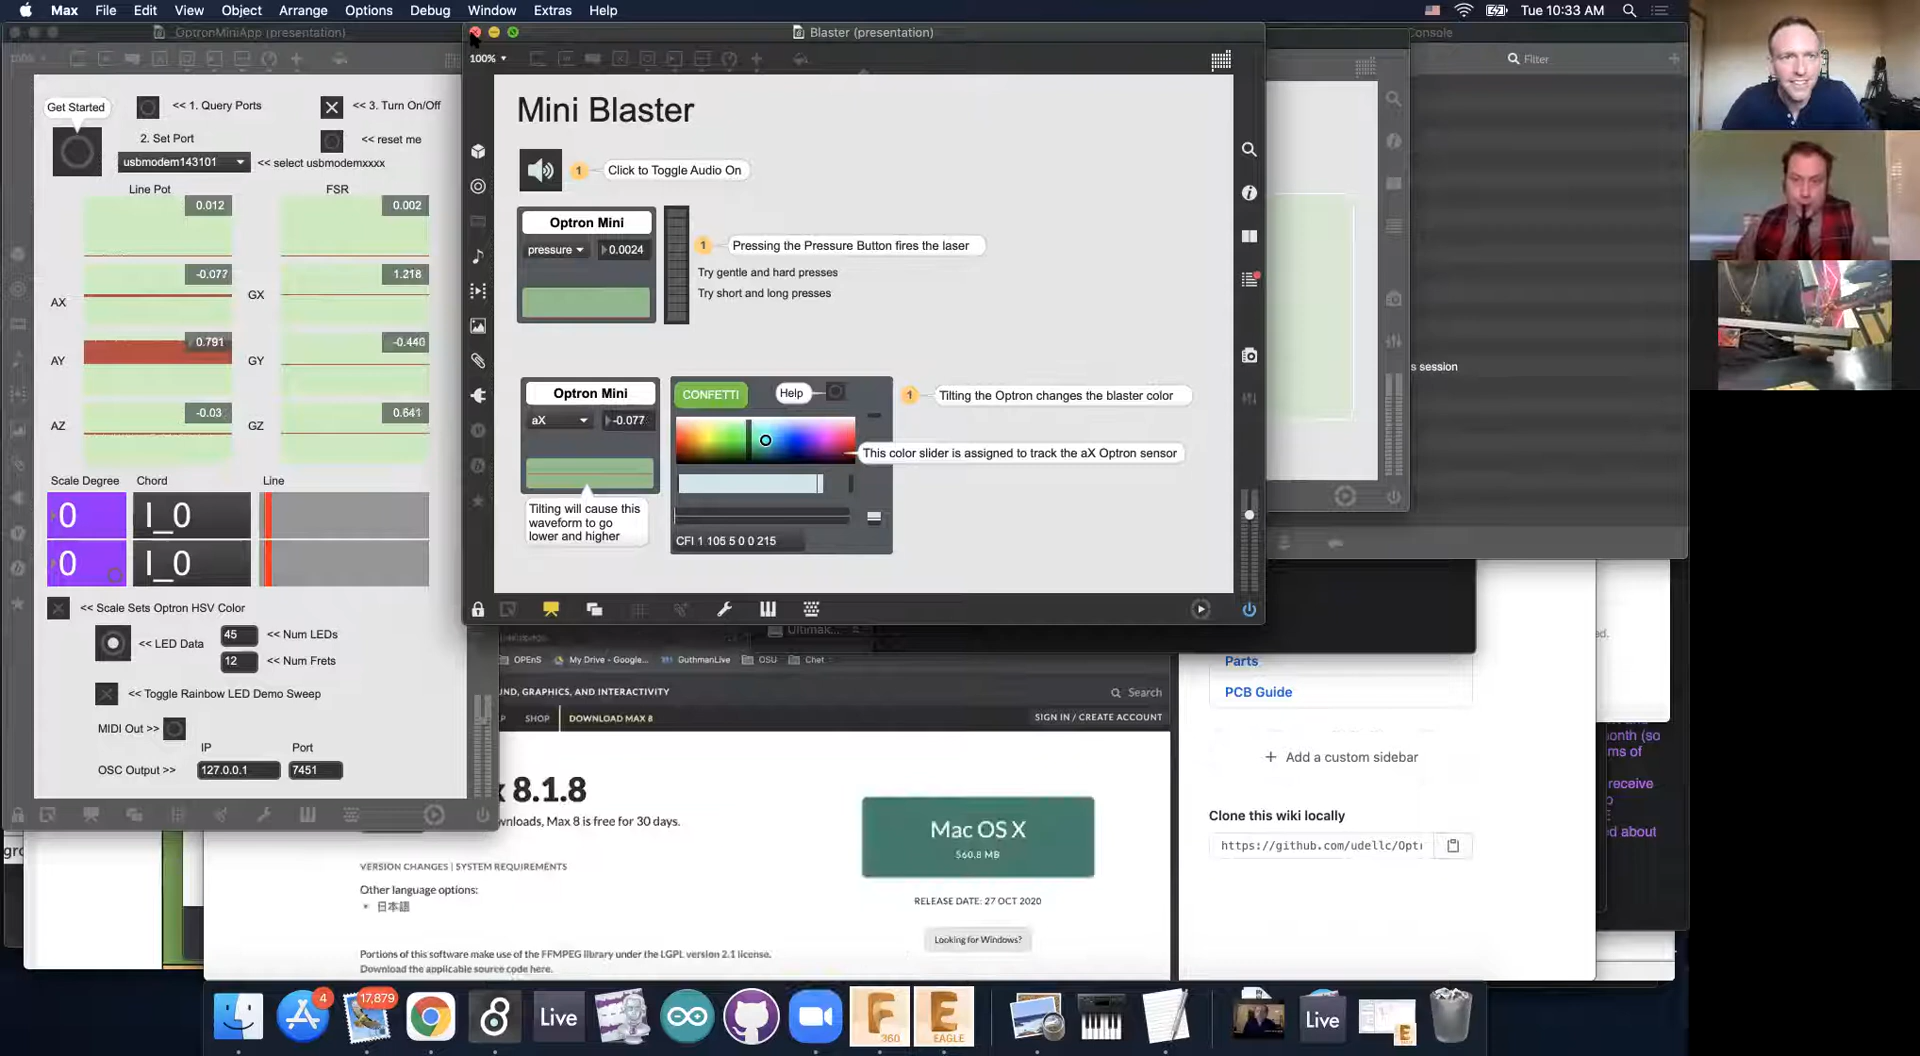 Max File Edit View Object Arrange Options Debug Window Extras Help
Tue 10:33 AM
OptronMiniApp (presentation)
Blaster (presentation)
Console
100%
100%
Filter
Get Started
<< 1. Query Ports
<< 3. Turn On/Off
2. Set Port
<< reset me
usbmodem143101
<< select usbmodemxxxx
Line Pot
FSR
0.012
0.002
-0.077
1.218
AX
GX
0.791
-0.440
AY
GY
-0.03
0.641
AZ
GZ
Scale Degree
Chord
Line
0
I_0
0
I_0
<< Scale Sets Optron HSV Color
<< LED Data
45
<< Num LEDs
12
<< Num Frets
<< Toggle Rainbow LED Demo Sweep
MIDI Out >>
IP
Port
OSC Output >>
127.0.0.1
7451
Mini Blaster
1
Click to Toggle Audio On
Optron Mini
pressure
0.0024
1
Pressing the Pressure Button fires the laser
Try gentle and hard presses
Try short and long presses
Optron Mini
aX
-0.077
CONFETTI
Help
1
Tilting the Optron changes the blaster color
This color slider is assigned to track the aX Optron sensor
Tilting will cause this
waveform to go
lower and higher
CFI 1 105 5 0 0 215
s session
Ultimak...
OPEnS
My Drive - Google...
GuthmanLive
OSU
Chet
UND, GRAPHICS, AND INTERACTIVITY
Search
P
SHOP
DOWNLOAD MAX 8
SIGN IN / CREATE ACCOUNT
x 8.1.8
wnloads, Max 8 is free for 30 days.
VERSION CHANGES | SYSTEM REQUIREMENTS
Other language options:
日本語
Mac OS X
560.8 MB
RELEASE DATE: 27 OCT 2020
Looking for Windows?
Portions of this software make use of the FFMPEG library under the LGPL version 2.1 license.
Download the applicable source code here.
ed.
Parts
PCB Guide
Add a custom sidebar
Clone this wiki locally
https://github.com/udellc/Optr
onth (so
ms of
receive
p
d about
gro
4
17,879
8
Live
F
360
E
EAGLE
Live
E